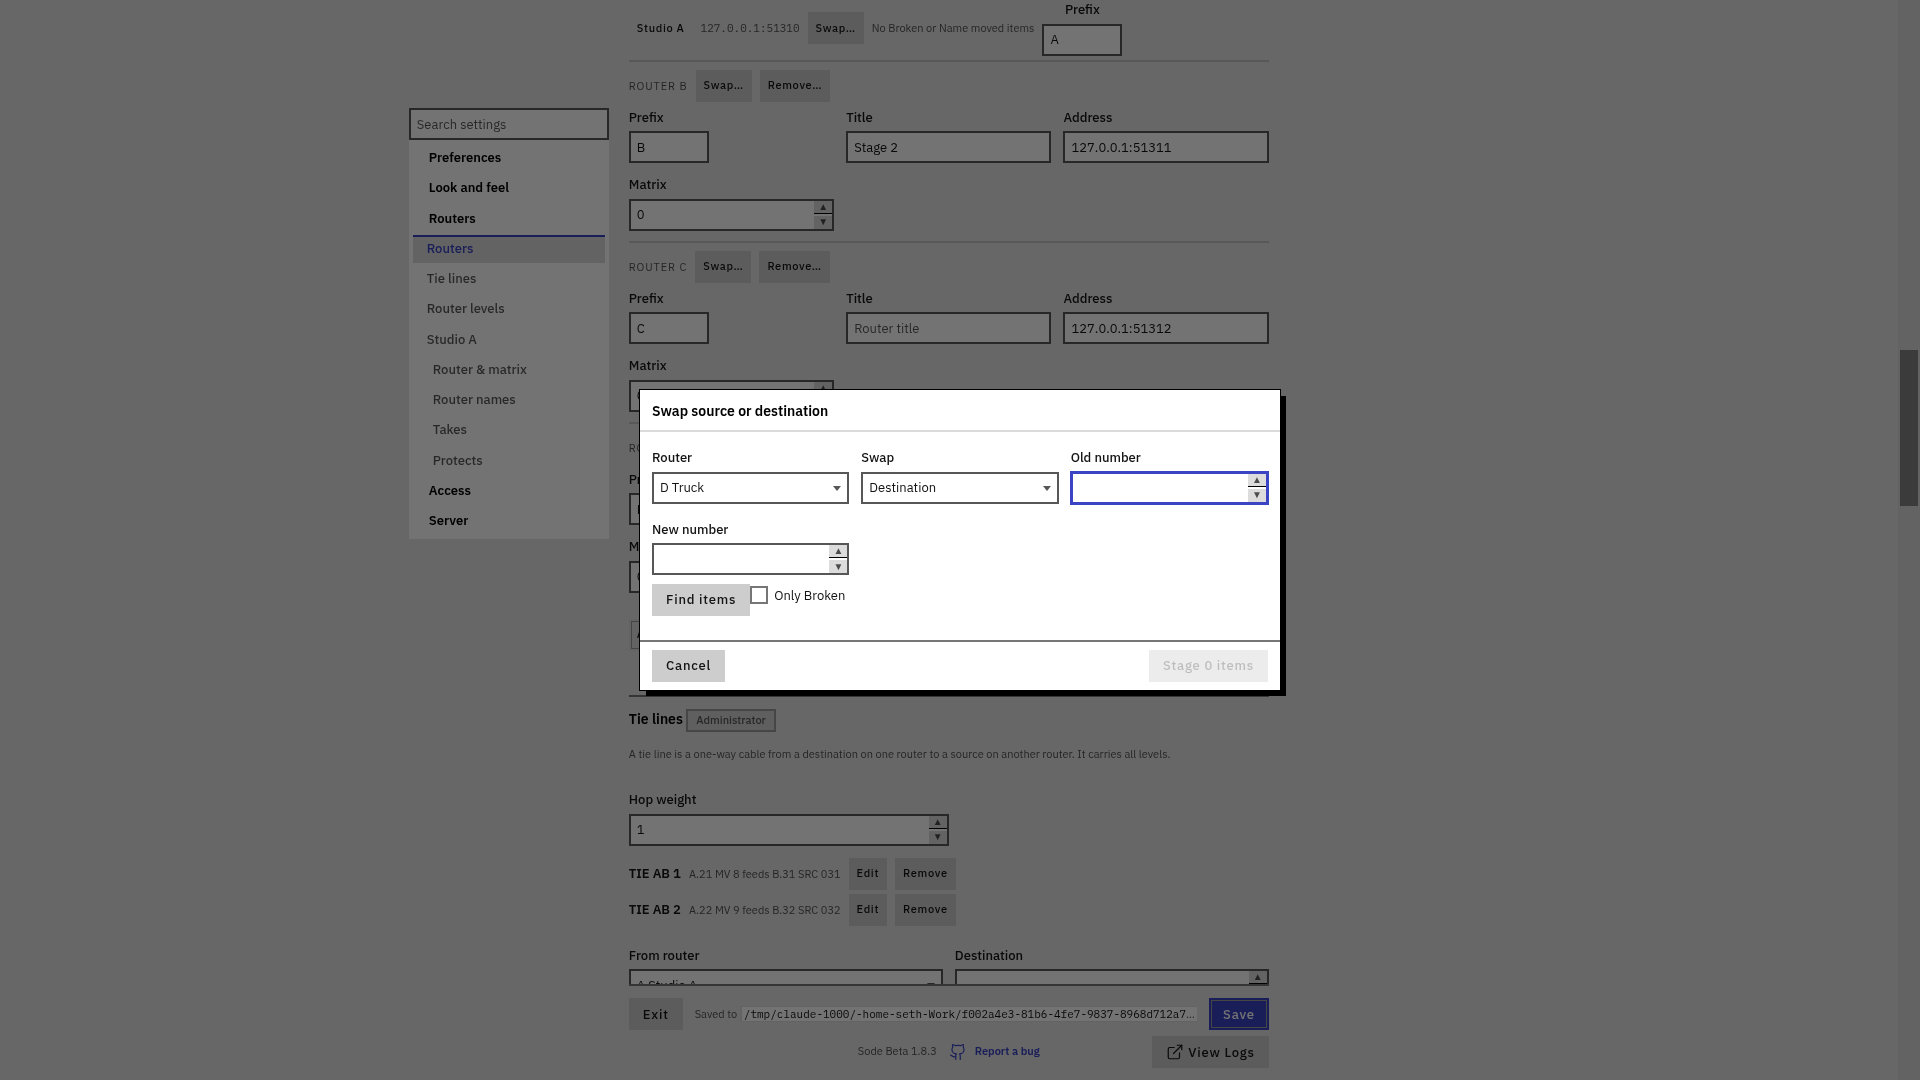 Prefix
Studio A 127.0.0.1:51310 Swap... No Broken or Name moved items A
ROUTER B Swap... Remove...
Prefix Title Address
B Stage 2 127.0.0.1:51311
Matrix
0
ROUTER C Swap... Remove...
Prefix Title Address
C Router title 127.0.0.1:51312
Matrix
Search settings
Preferences
Look and feel
Routers
Routers
Tie lines
Router levels
Studio A
Router & matrix
Router names
Takes
Protects
Access
Server
Swap source or destination
Router Swap Old number
D Truck Destination
New number
Find items Only Broken
Cancel Stage 0 items
Tie lines Administrator
A tie line is a one-way cable from a destination on one router to a source on another router. It carries all levels.
Hop weight
1
TIE AB 1 A.21 MV 8 feeds B.31 SRC 031 Edit Remove
TIE AB 2 A.22 MV 9 feeds B.32 SRC 032 Edit Remove
From router Destination
A Studio A
Exit Saved to /tmp/claude-1000/-home-seth-Work/f002a4e3-81b6-4fe7-9837-8968d712a7... Save
Sode Beta 1.8.3 Report a bug View Logs